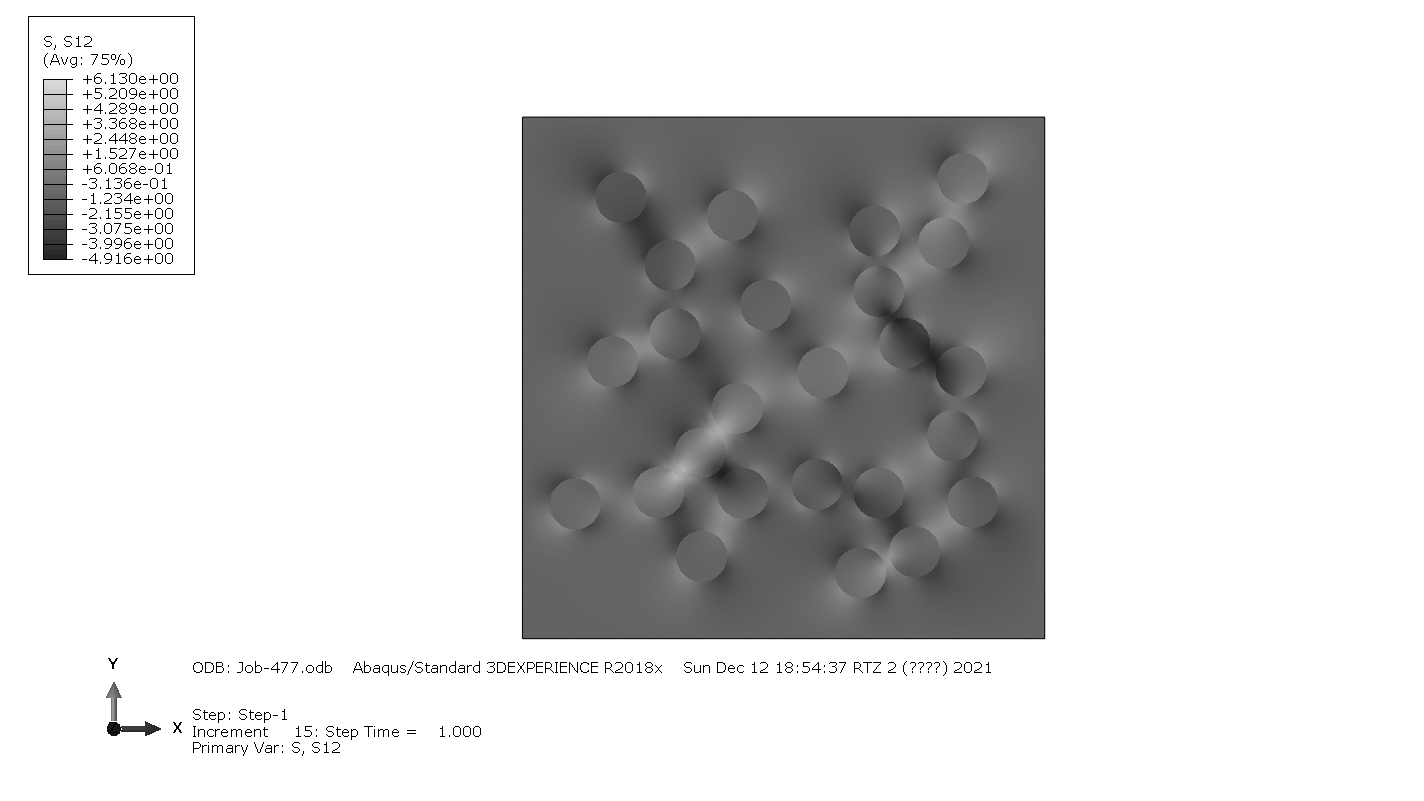 S, S12
(Avg: 75%)
+6.130e+00
+5.209e+00
+4.289e+00
+3.368e+00
+2.448e+00
+1.527e+00
+6.068e-01
-3.136e-01
-1.234e+00
-2.155e+00
-3.075e+00
-3.996e+00
-4.916e+00
Y
X
ODB: Job-477.odb Abaqus/Standard 3DEXPERIENCE R2018x Sun Dec 12 18:54:37 RTZ 2 (????) 2021
Step: Step-1
Increment 15: Step Time = 1.000
Primary Var: S, S12